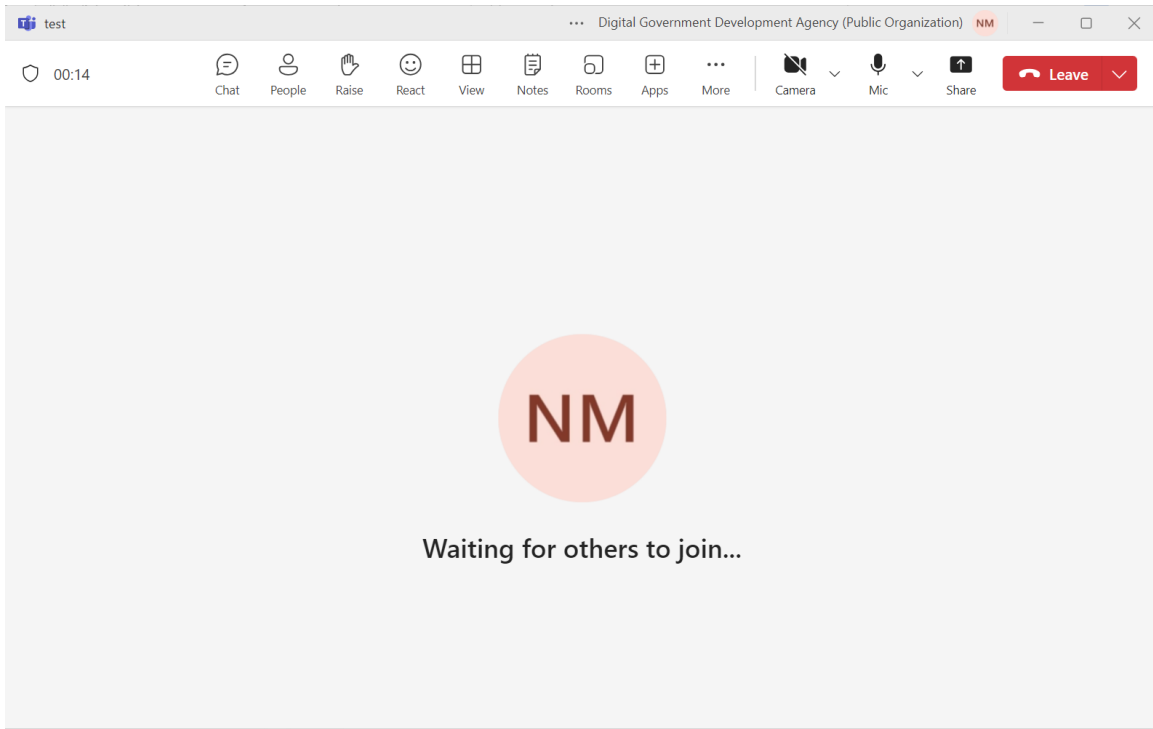 test ... Digital Government Development Agency (Public Organization) NM
00:14 Chat People Raise React View Notes Rooms Apps More Camera Mic Share Leave
NM
Waiting for others to join...